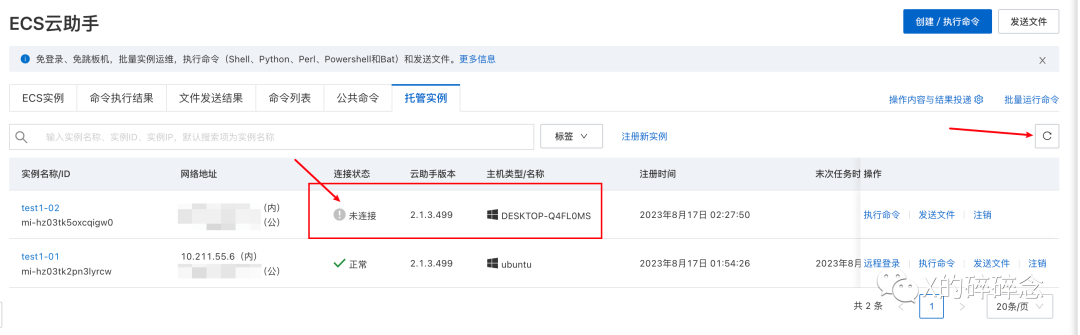 ECS云助手
创建 / 执行命令
发送文件
免登录、免跳板机，批量实例运维，执行命令（Shell、Python、Perl、Powershell和Bat）和发送文件。更多信息
ECS实例 命令执行结果 文件发送结果 命令列表 公共命令 托管实例
操作内容与结果投递 批量运行命令
输入实例名称，实例ID，实例IP，默认搜索项为实例名称
标签
注册新实例
实例名称/ID 网络地址 连接状态 云助手版本 主机类型/名称 注册时间 末次任务时 操作
test1-02 (内) 未连接 2.1.3.499 DESKTOP-Q4FL0MS 2023年8月17日 02:27:50 执行命令 发送文件 注销
mi-hz03tk5oxcqigw0 (公)
test1-01 10.211.55.6（内） 正常 2.1.3.499 ubuntu 2023年8月17日 01:54:26 2023年8月 远程登录 执行命令 发送文件 注销
mi-hz03tk2pn3lyrcw (公)
X的碎碎念
共 2 条 1 20条/页